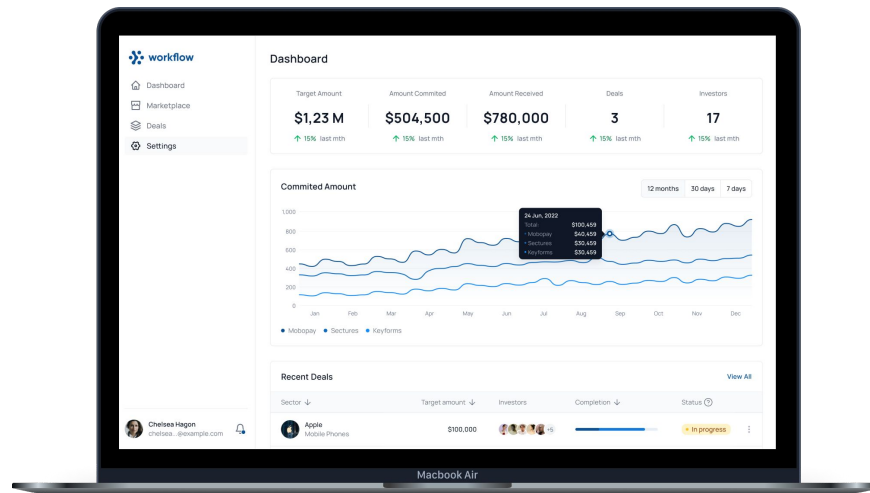 workflow
Dashboard
Marketplace
Deals
Settings
Chelsea Hagon
chelsea...@example.com
Dashboard
Target Amount
$1,23 M
15% last mth
Amount Commited
$504,500
15% last mth
Amount Received
$780,000
15% last mth
Deals
3
15% last mth
Investors
17
15% last mth
Commited Amount
12 months 30 days 7 days
1.000
800
600
400
200
0
24 Jun, 2022
Total $100,459
Mobopay $40,459
Sectures $30,459
Keyforms $30,459
Jan Feb Mar Apr May Jun Jul Aug Sep Oct Nov Dec
Mobopay Sectures Keyforms
Recent Deals View All
Sector Target amount Investors Completion Status
Apple
Mobile Phones
$100,000 +5 In progress
Macbook Air